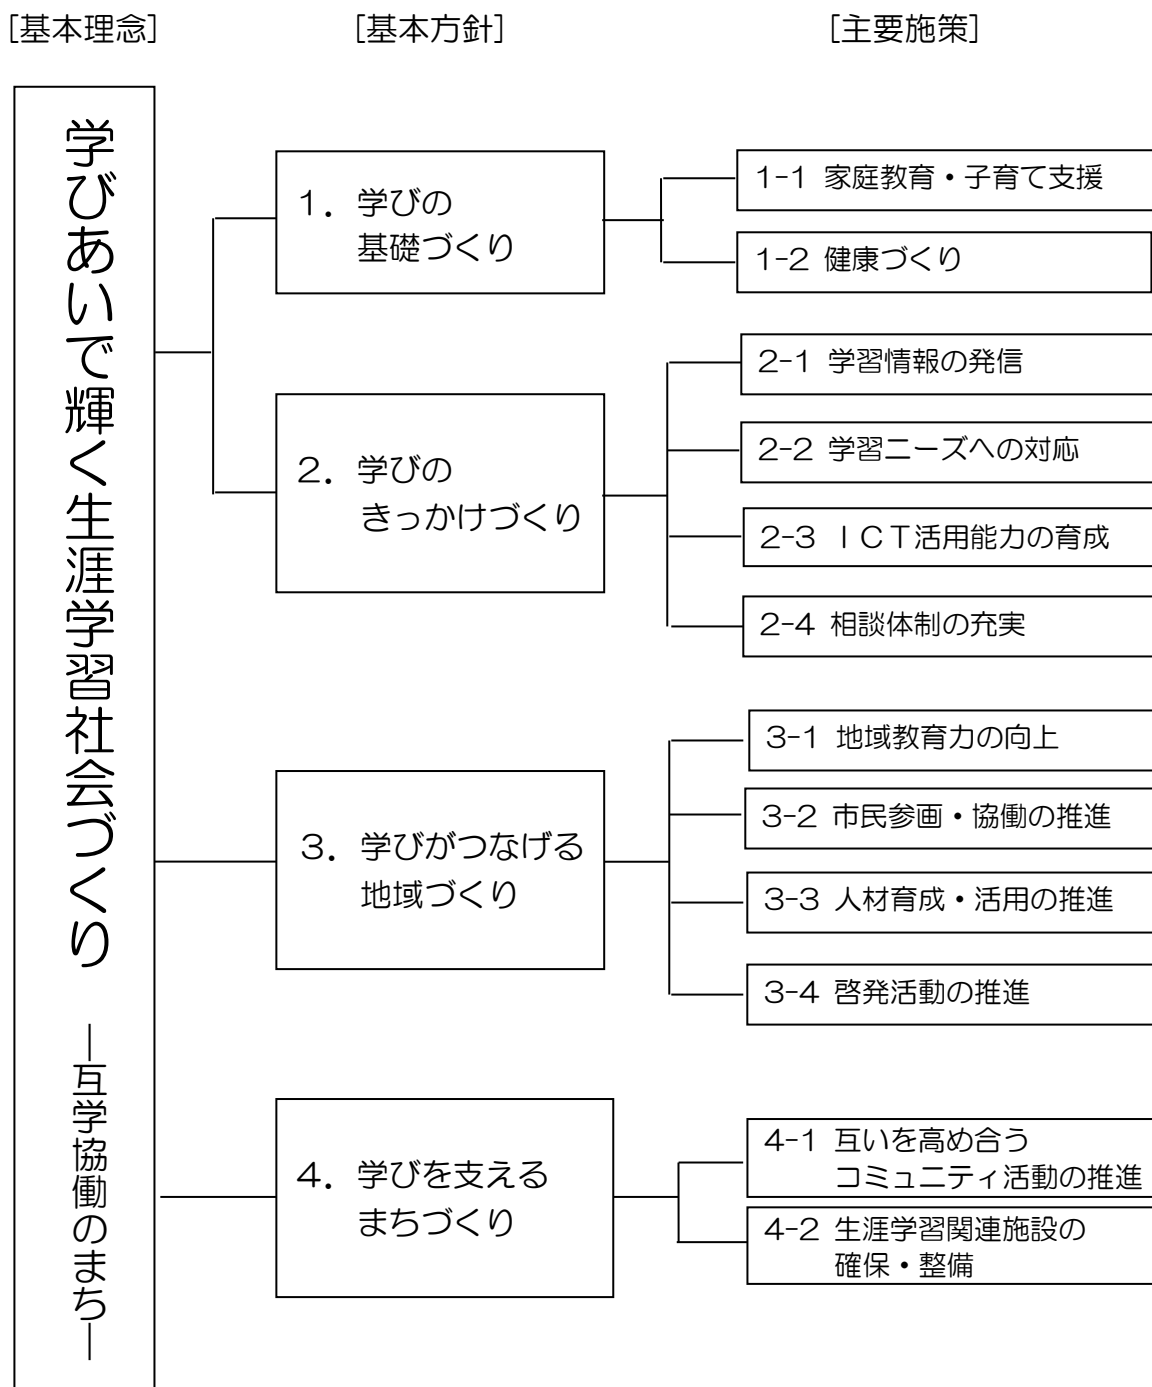 [基本理念] [基本方針] [主要施策]
学びあいで輝く生涯学習社会づくり ―互学協働のまち―
1. 学びの
基礎づくり
1-1 家庭教育・子育て支援
1-2 健康づくり
2. 学びの
きっかけづくり
2-1 学習情報の発信
2-2 学習ニーズへの対応
2-3 ＩＣＴ活用能力の育成
2-4 相談体制の充実
3. 学びがつなげる
地域づくり
3-1 地域教育力の向上
3-2 市民参画・協働の推進
3-3 人材育成・活用の推進
3-4 啓発活動の推進
4. 学びを支える
まちづくり
4-1 互いを高め合う
コミュニティ活動の推進
4-2 生涯学習関連施設の
確保・整備